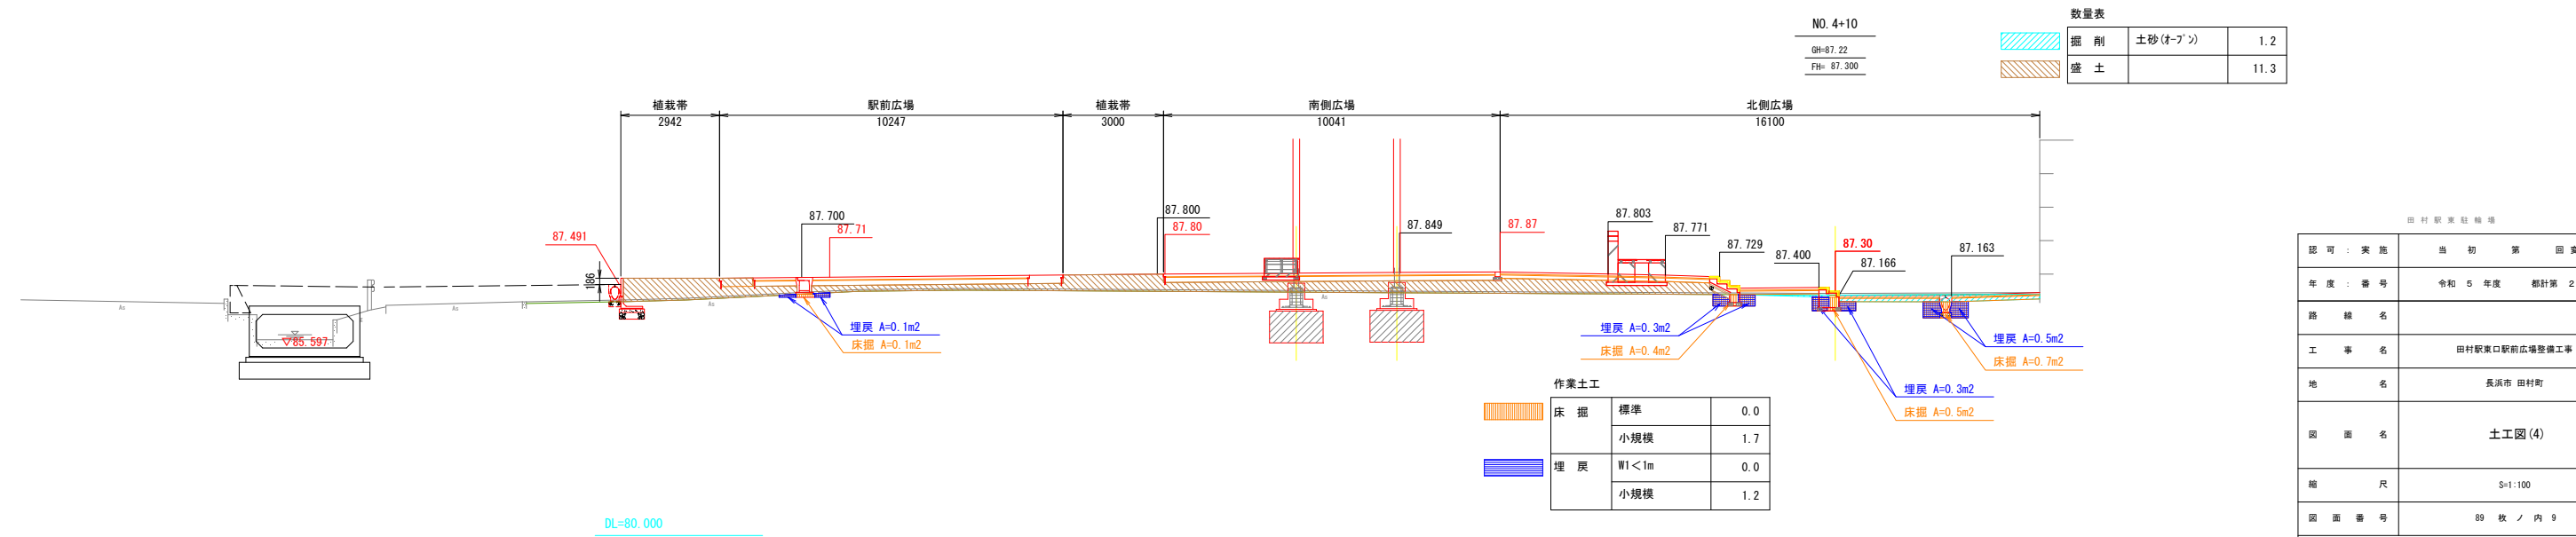 数量表
NO.4+10
GH=87.22
FH= 87.300
掘 削 土砂(ｵｰﾌﾟﾝ) 1.2
盛 土 11.3
植栽帯 駅前広場 植栽帯 南側広場 北側広場
2942 10247 3000 10041 16100
87.491
186
87.700
87.71
87.800
87.80
87.849
87.87
87.803
87.771
87.729
87.400
87.30
87.166
87.163
As
As
As
As
▽85.597
埋戻 A=0.1m2
床掘 A=0.1m2
埋戻 A=0.3m2
床掘 A=0.4m2
埋戻 A=0.5m2
床掘 A=0.7m2
埋戻 A=0.3m2
床掘 A=0.5m2
作業土工
床 掘 標準 0.0
小規模 1.7
埋 戻 W1＜1m 0.0
小規模 1.2
DL=80.000
田村駅東駐輪場
認 可 : 実 施 当 初 第 回
年 度 : 番 号 令和 5 年度 都計第 2
路 線 名
工 事 名 田村駅東口駅前広場整備工事
地 名 長浜市 田村町
図 面 名 土工図(4)
縮 尺 S=1:100
図 面 番 号 89 枚 ノ 内 9